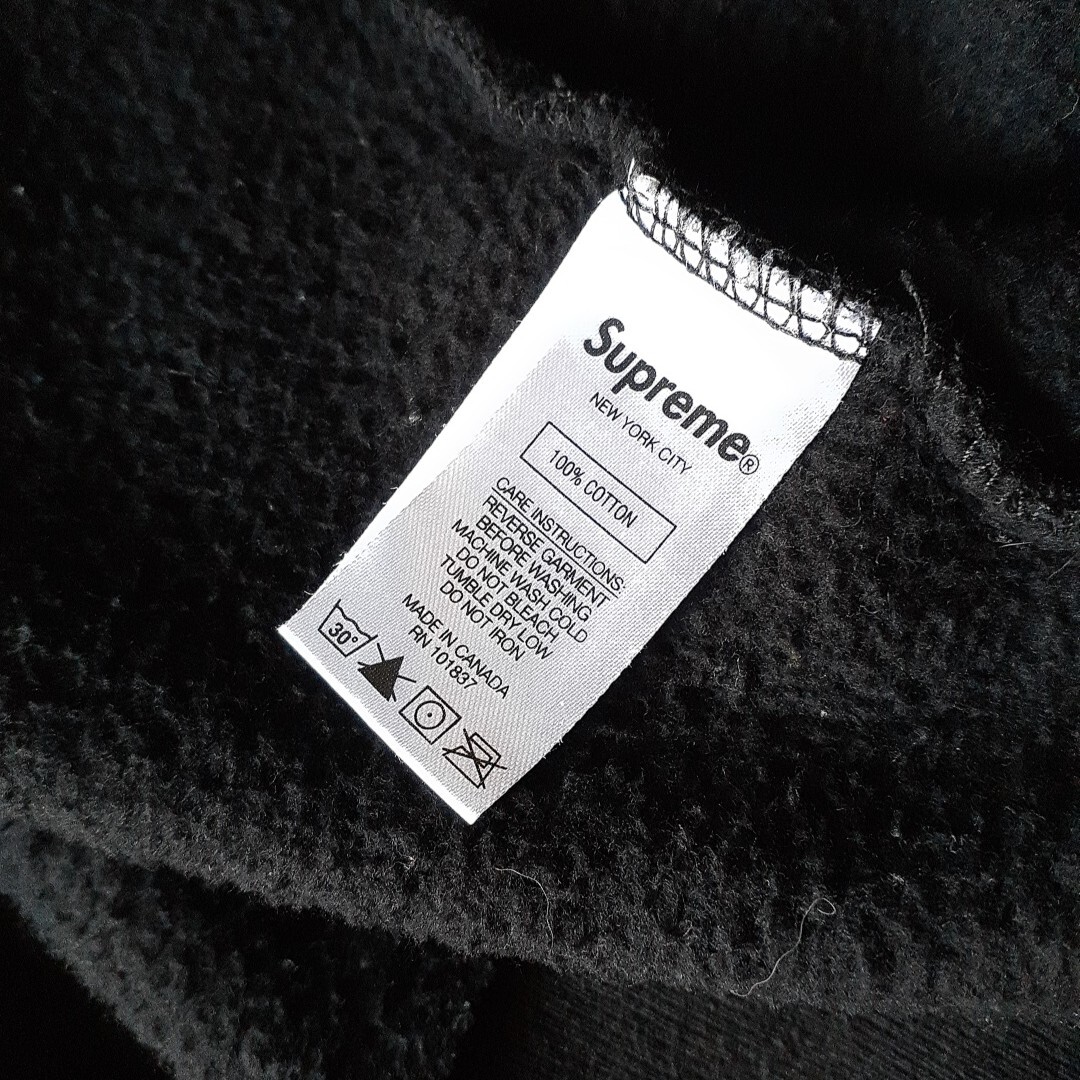 Supreme®
NEW YORK CITY
100% COTTON
CARE INSTRUCTIONS:
REVERSE GARMENT
BEFORE WASHING
MACHINE WASH COLD
DO NOT BLEACH
TUMBLE DRY LOW
DO NOT IRON
MADE IN CANADA
RN 101837
30°